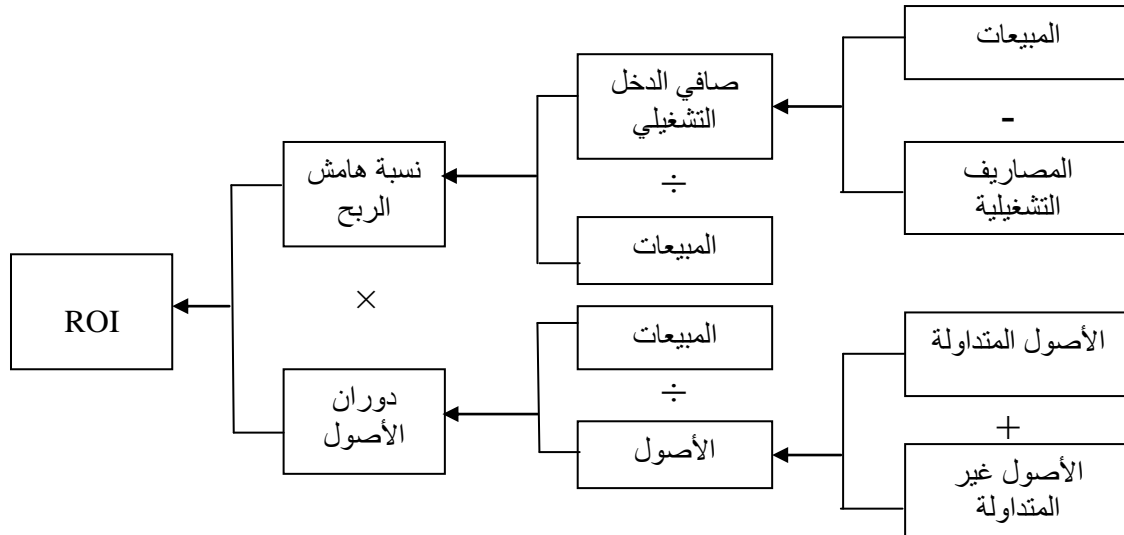 المبيعات
-
المصاريف
التشغيلية
صافي الدخل
التشغيلي
÷
المبيعات
نسبة هامش
الربح
×
ROI
المبيعات
÷
الأصول
دوران
الأصول
الأصول المتداولة
+
الأصول غير
المتداولة